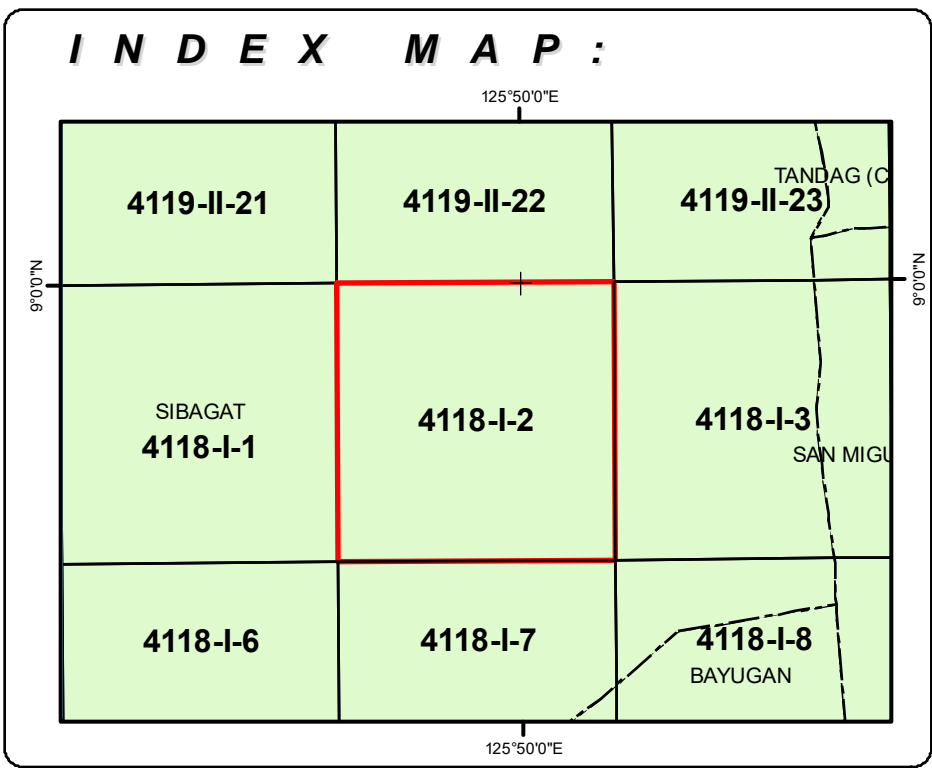 INDEX MAP:
125°50'0"E
TANDAG (C
4119-II-21 4119-II-22 4119-II-23
9°0'0"N 9°0'0"N
SIBAGAT
4118-I-1 4118-I-2 4118-I-3
SAN MIGU
4118-I-6 4118-I-7 4118-I-8
BAYUGAN
125°50'0"E